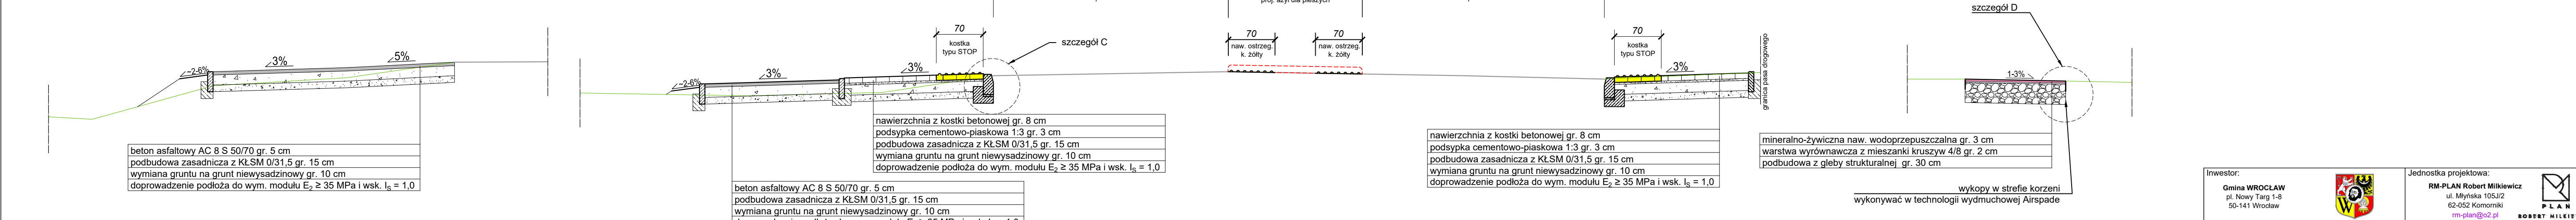 proj. azyl dla pieszych
szczegół D
70
kostka
typu STOP
szczegół C
70
naw. ostrzeg.
k. żółty
70
naw. ostrzeg.
k. żółty
70
kostka
typu STOP
granica pasa drogowego
~2-6%
3%
5%
~2-6%
3%
3%
3%
1-3%
beton asfaltowy AC 8 S 50/70 gr. 5 cm
podbudowa zasadnicza z KŁSM 0/31,5 gr. 15 cm
wymiana gruntu na grunt niewysadzinowy gr. 10 cm
doprowadzenie podłoża do wym. modułu E₂ ≥ 35 MPa i wsk. Iₛ = 1,0
nawierzchnia z kostki betonowej gr. 8 cm
podsypka cementowo-piaskowa 1:3 gr. 3 cm
podbudowa zasadnicza z KŁSM 0/31,5 gr. 15 cm
wymiana gruntu na grunt niewysadzinowy gr. 10 cm
doprowadzenie podłoża do wym. modułu E₂ ≥ 35 MPa i wsk. Iₛ = 1,0
beton asfaltowy AC 8 S 50/70 gr. 5 cm
podbudowa zasadnicza z KŁSM 0/31,5 gr. 15 cm
wymiana gruntu na grunt niewysadzinowy gr. 10 cm
nawierzchnia z kostki betonowej gr. 8 cm
podsypka cementowo-piaskowa 1:3 gr. 3 cm
podbudowa zasadnicza z KŁSM 0/31,5 gr. 15 cm
wymiana gruntu na grunt niewysadzinowy gr. 10 cm
doprowadzenie podłoża do wym. modułu E₂ ≥ 35 MPa i wsk. Iₛ = 1,0
mineralno-żywiczna naw. wodoprzepuszczalna gr. 3 cm
warstwa wyrównawcza z mieszanki kruszyw 4/8 gr. 2 cm
podbudowa z gleby strukturalnej gr. 30 cm
wykopy w strefie korzeni
wykonywać w technologii wydmuchowej Airspade
Inwestor:
Gmina WROCŁAW
pl. Nowy Targ 1-8
50-141 Wrocław
Jednostka projektowa:
RM-PLAN Robert Milkiewicz
ul. Młyńska 105J/2
62-052 Komorniki
rm-plan@o2.pl
PLAN